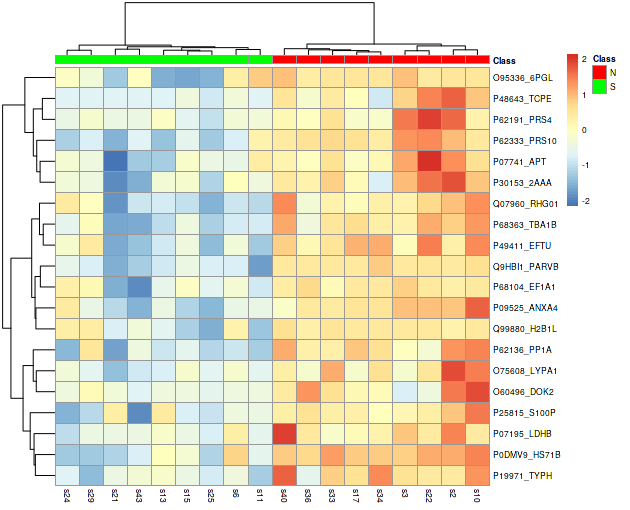 Class
O95336_6PGL
P48643_TCPE
P62191_PRS4
P62333_PRS10
P07741_APT
P30153_2AAA
Q07960_RHG01
P68363_TBA1B
P49411_EFTU
Q9HBI1_PARVB
P68104_EF1A1
P09525_ANXA4
Q99880_H2B1L
P62136_PP1A
O75608_LYPA1
O60496_DOK2
P25815_S100P
P07195_LDHB
P0DMV9_HS71B
P19971_TYPH
s24 s29 s21 s43 s13 s15 s25 s6 s11 s40 s36 s33 s17 s34 s3 s22 s2 s10
2
1
0
-1
-2
Class
N
S